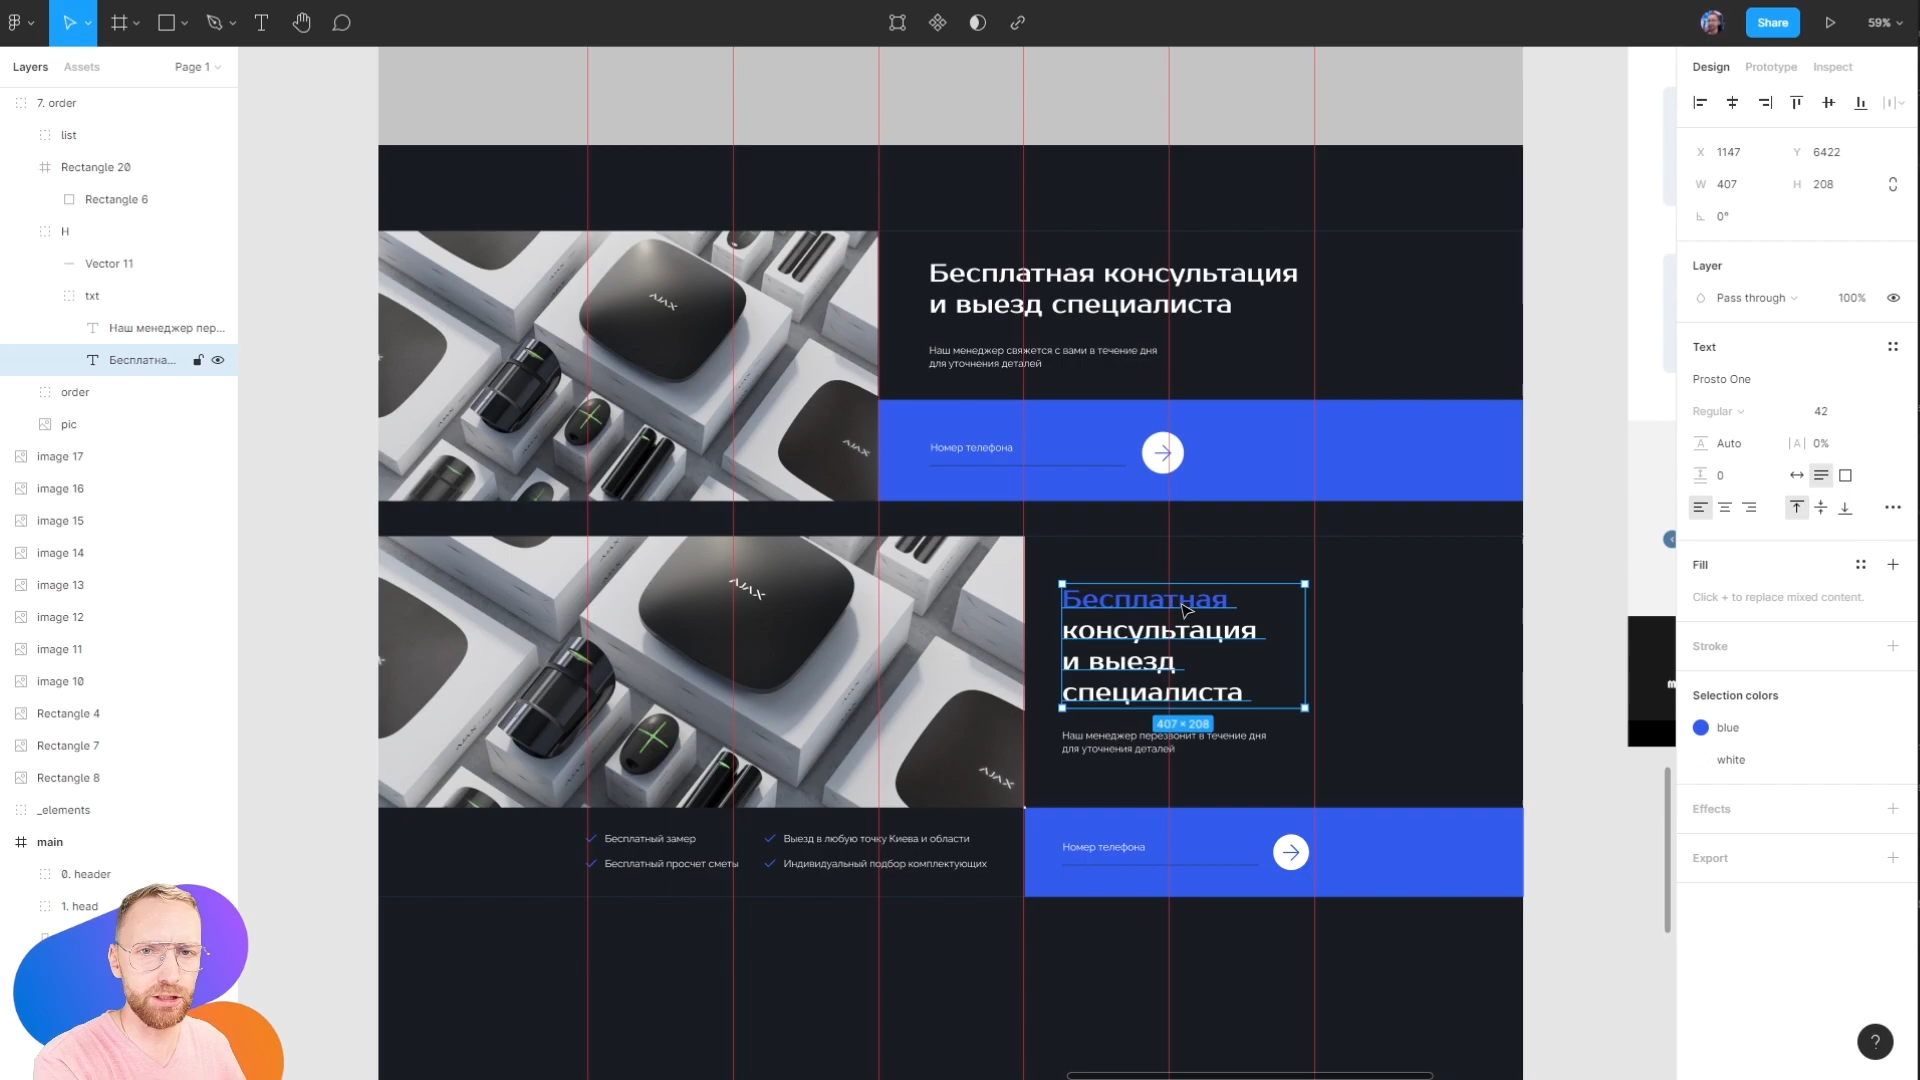 Share
59%
Layers
Assets
Page 1
7. order
list
Rectangle 20
Rectangle 6
H
Vector 11
txt
Наш менеджер пер...
Бесплатна...
order
pic
image 17
image 16
image 15
image 14
image 13
image 12
image 11
image 10
Rectangle 4
Rectangle 7
Rectangle 8
_elements
main
0. header
1. head
AJAX
AJAX
Бесплатная консультация
и выезд специалиста
Наш менеджер свяжется с вами в течение дня
для уточнения деталей
Номер телефона
AJAX
AJAX
Бесплатная
консультация
и выезд
специалиста
407 × 208
Наш менеджер перезвонит в течение дня
для уточнения деталей
Бесплатный замер
Выезд в любую точку Киева и области
Бесплатный просчет сметы
Индивидуальный подбор комплектующих
Номер телефона
Design
Prototype
Inspect
X 1147
Y 6422
W 407
H 208
0°
Layer
Pass through
100%
Text
Prosto One
Regular
42
Auto
|A| 0%
0
Fill
Click + to replace mixed content.
Stroke
Selection colors
blue
white
Effects
Export
?